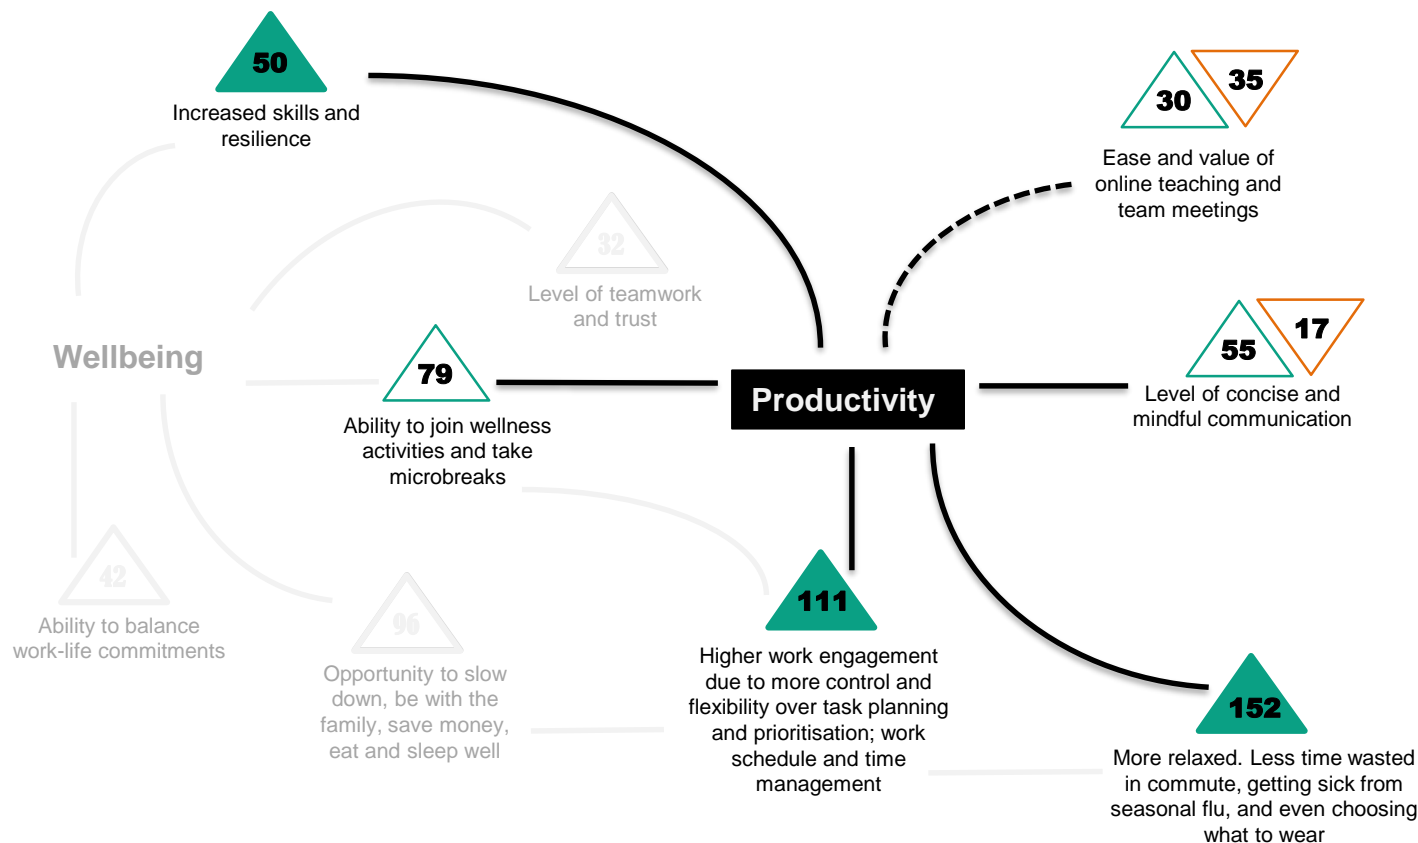 50
Increased skills and
resilience
30
35
Ease and value of
online teaching and
team meetings
32
Level of teamwork
and trust
Wellbeing
79
Ability to join wellness
activities and take
microbreaks
Productivity
55
17
Level of concise and
mindful communication
42
Ability to balance
work-life commitments
96
Opportunity to slow
down, be with the
family, save money,
eat and sleep well
111
Higher work engagement
due to more control and
flexibility over task planning
and prioritisation; work
schedule and time
management
152
More relaxed. Less time wasted
in commute, getting sick from
seasonal flu, and even choosing
what to wear